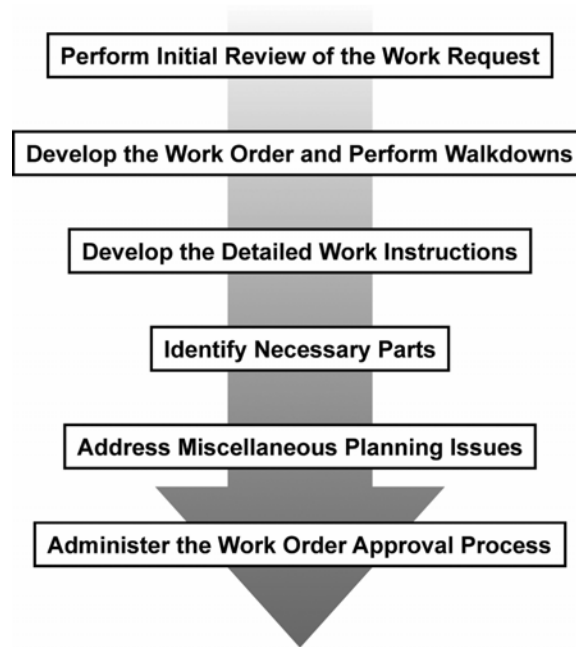 Perform Initial Review of the Work Request
Develop the Work Order and Perform Walkdowns
Develop the Detailed Work Instructions
Identify Necessary Parts
Address Miscellaneous Planning Issues
Administer the Work Order Approval Process